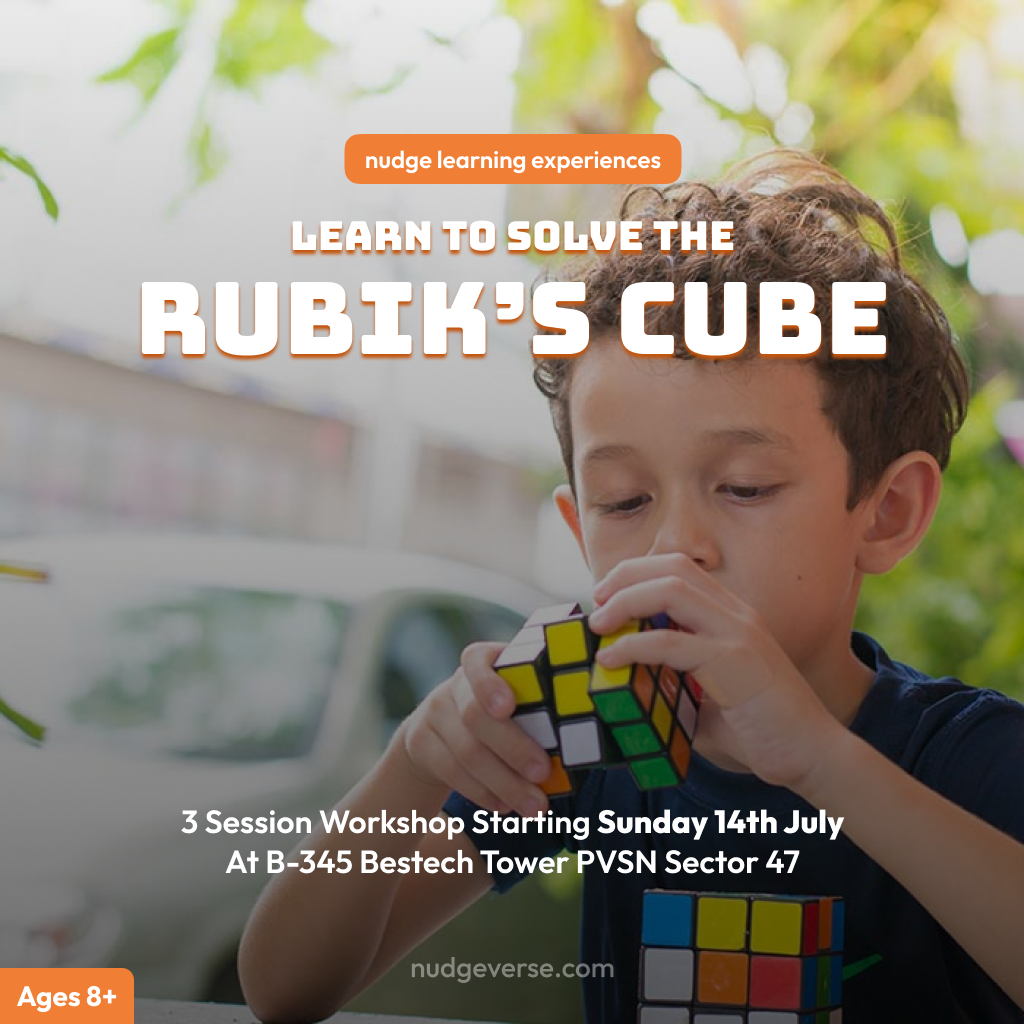 nudge learning experiences
LEARN TO SOLVE THE
RUBIK'S CUBE
3 Session Workshop Starting Sunday 14th July
At B-345 Bestech Tower PVSN Sector 47
nudgeverse.com
Ages 8+